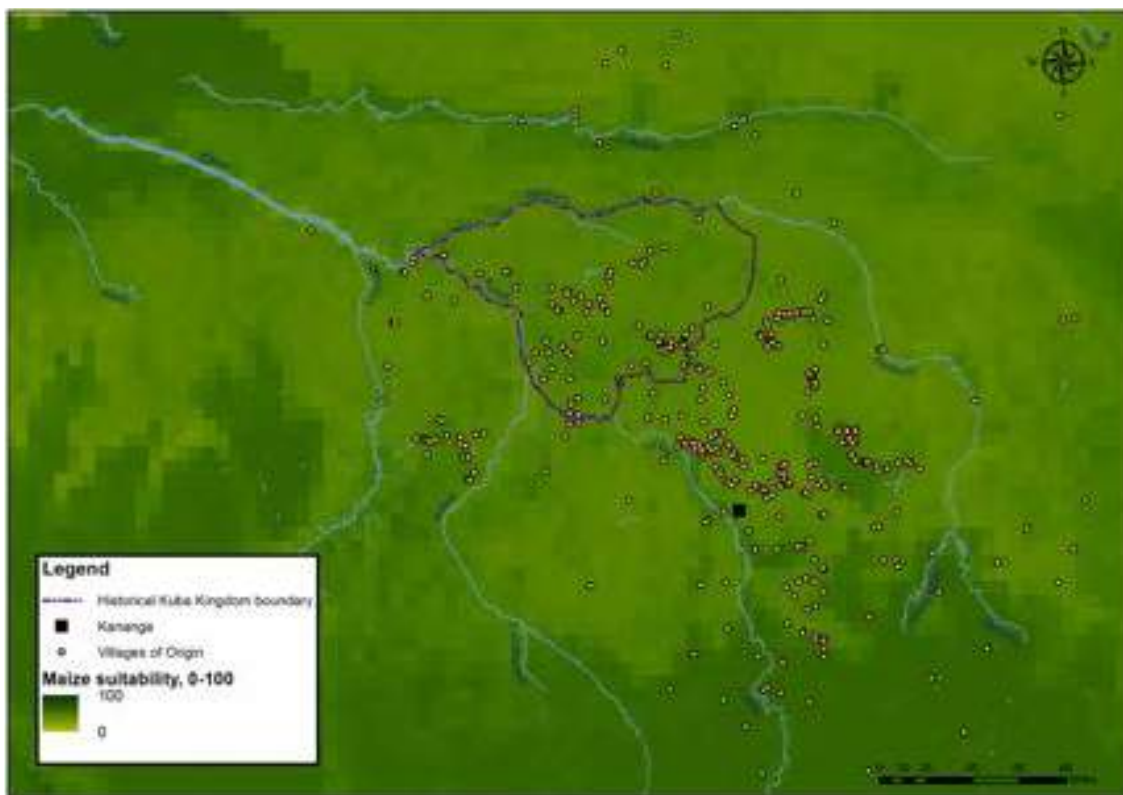 N
Legend
Historical Kuba Kingdom boundary
Kananga
Villages of Origin
Maize suitability, 0-100
100
0